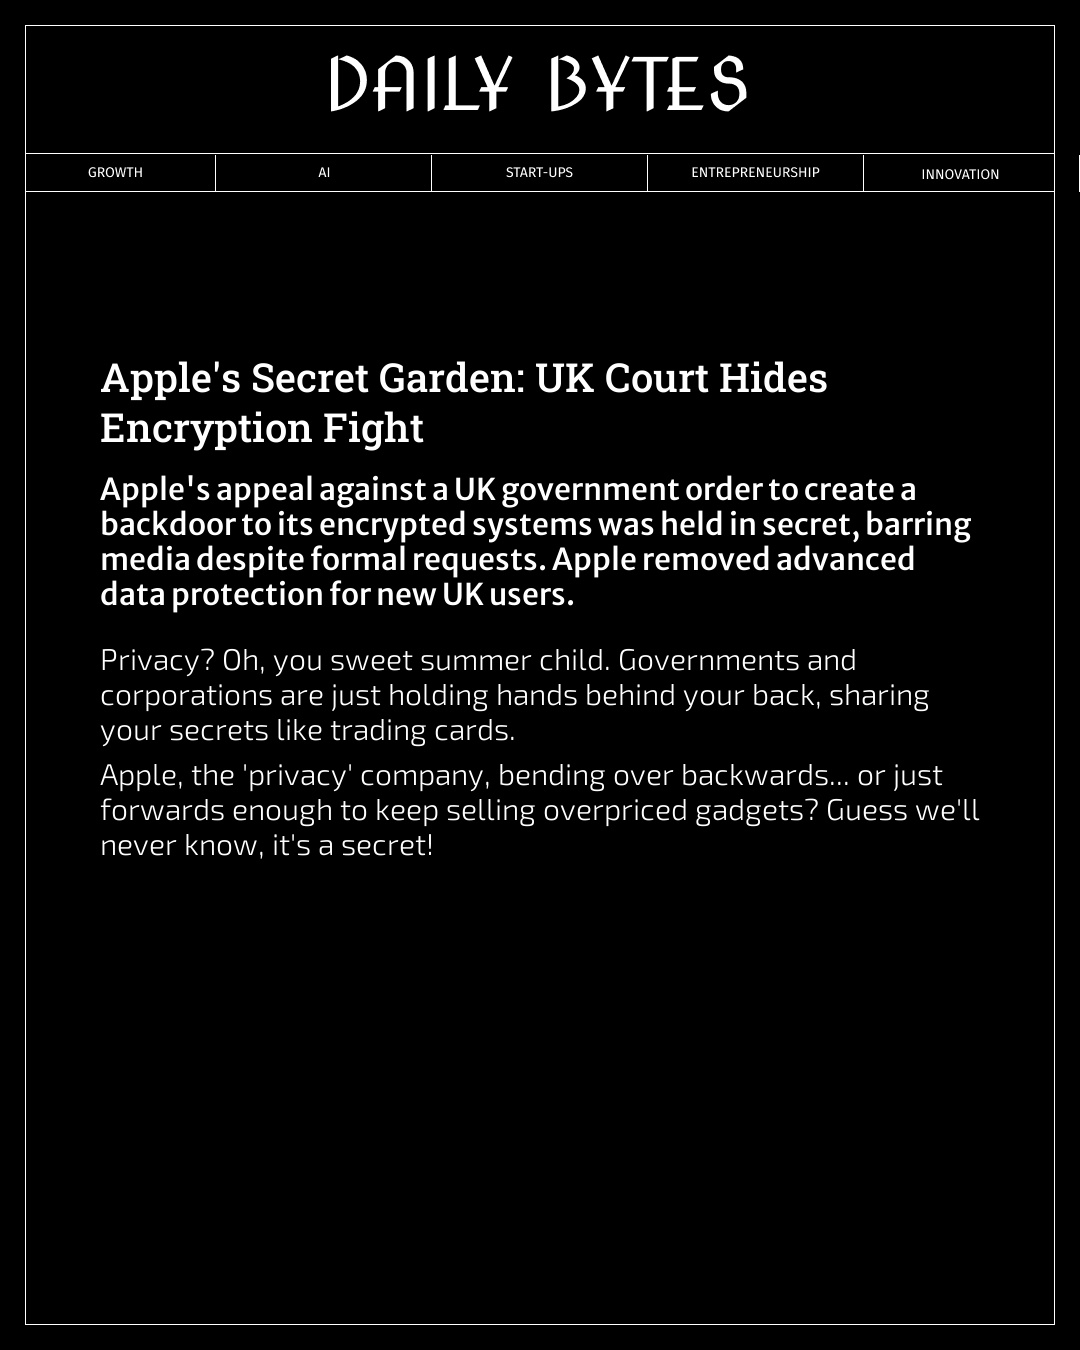 DAILY BYTES
GROWTH
AI
START-UPS
ENTREPRENEURSHIP
INNOVATION
Apple's Secret Garden: UK Court Hides
Encryption Fight
Apple's appeal against a UK government order to create a
backdoor to its encrypted systems was held in secret, barring
media despite formal requests. Apple removed advanced
data protection for new UK users.
Privacy? Oh, you sweet summer child. Governments and
corporations are just holding hands behind your back, sharing
your secrets like trading cards.
Apple, the 'privacy' company, bending over backwards... or just
forwards enough to keep selling overpriced gadgets? Guess we'll
never know, it's a secret!